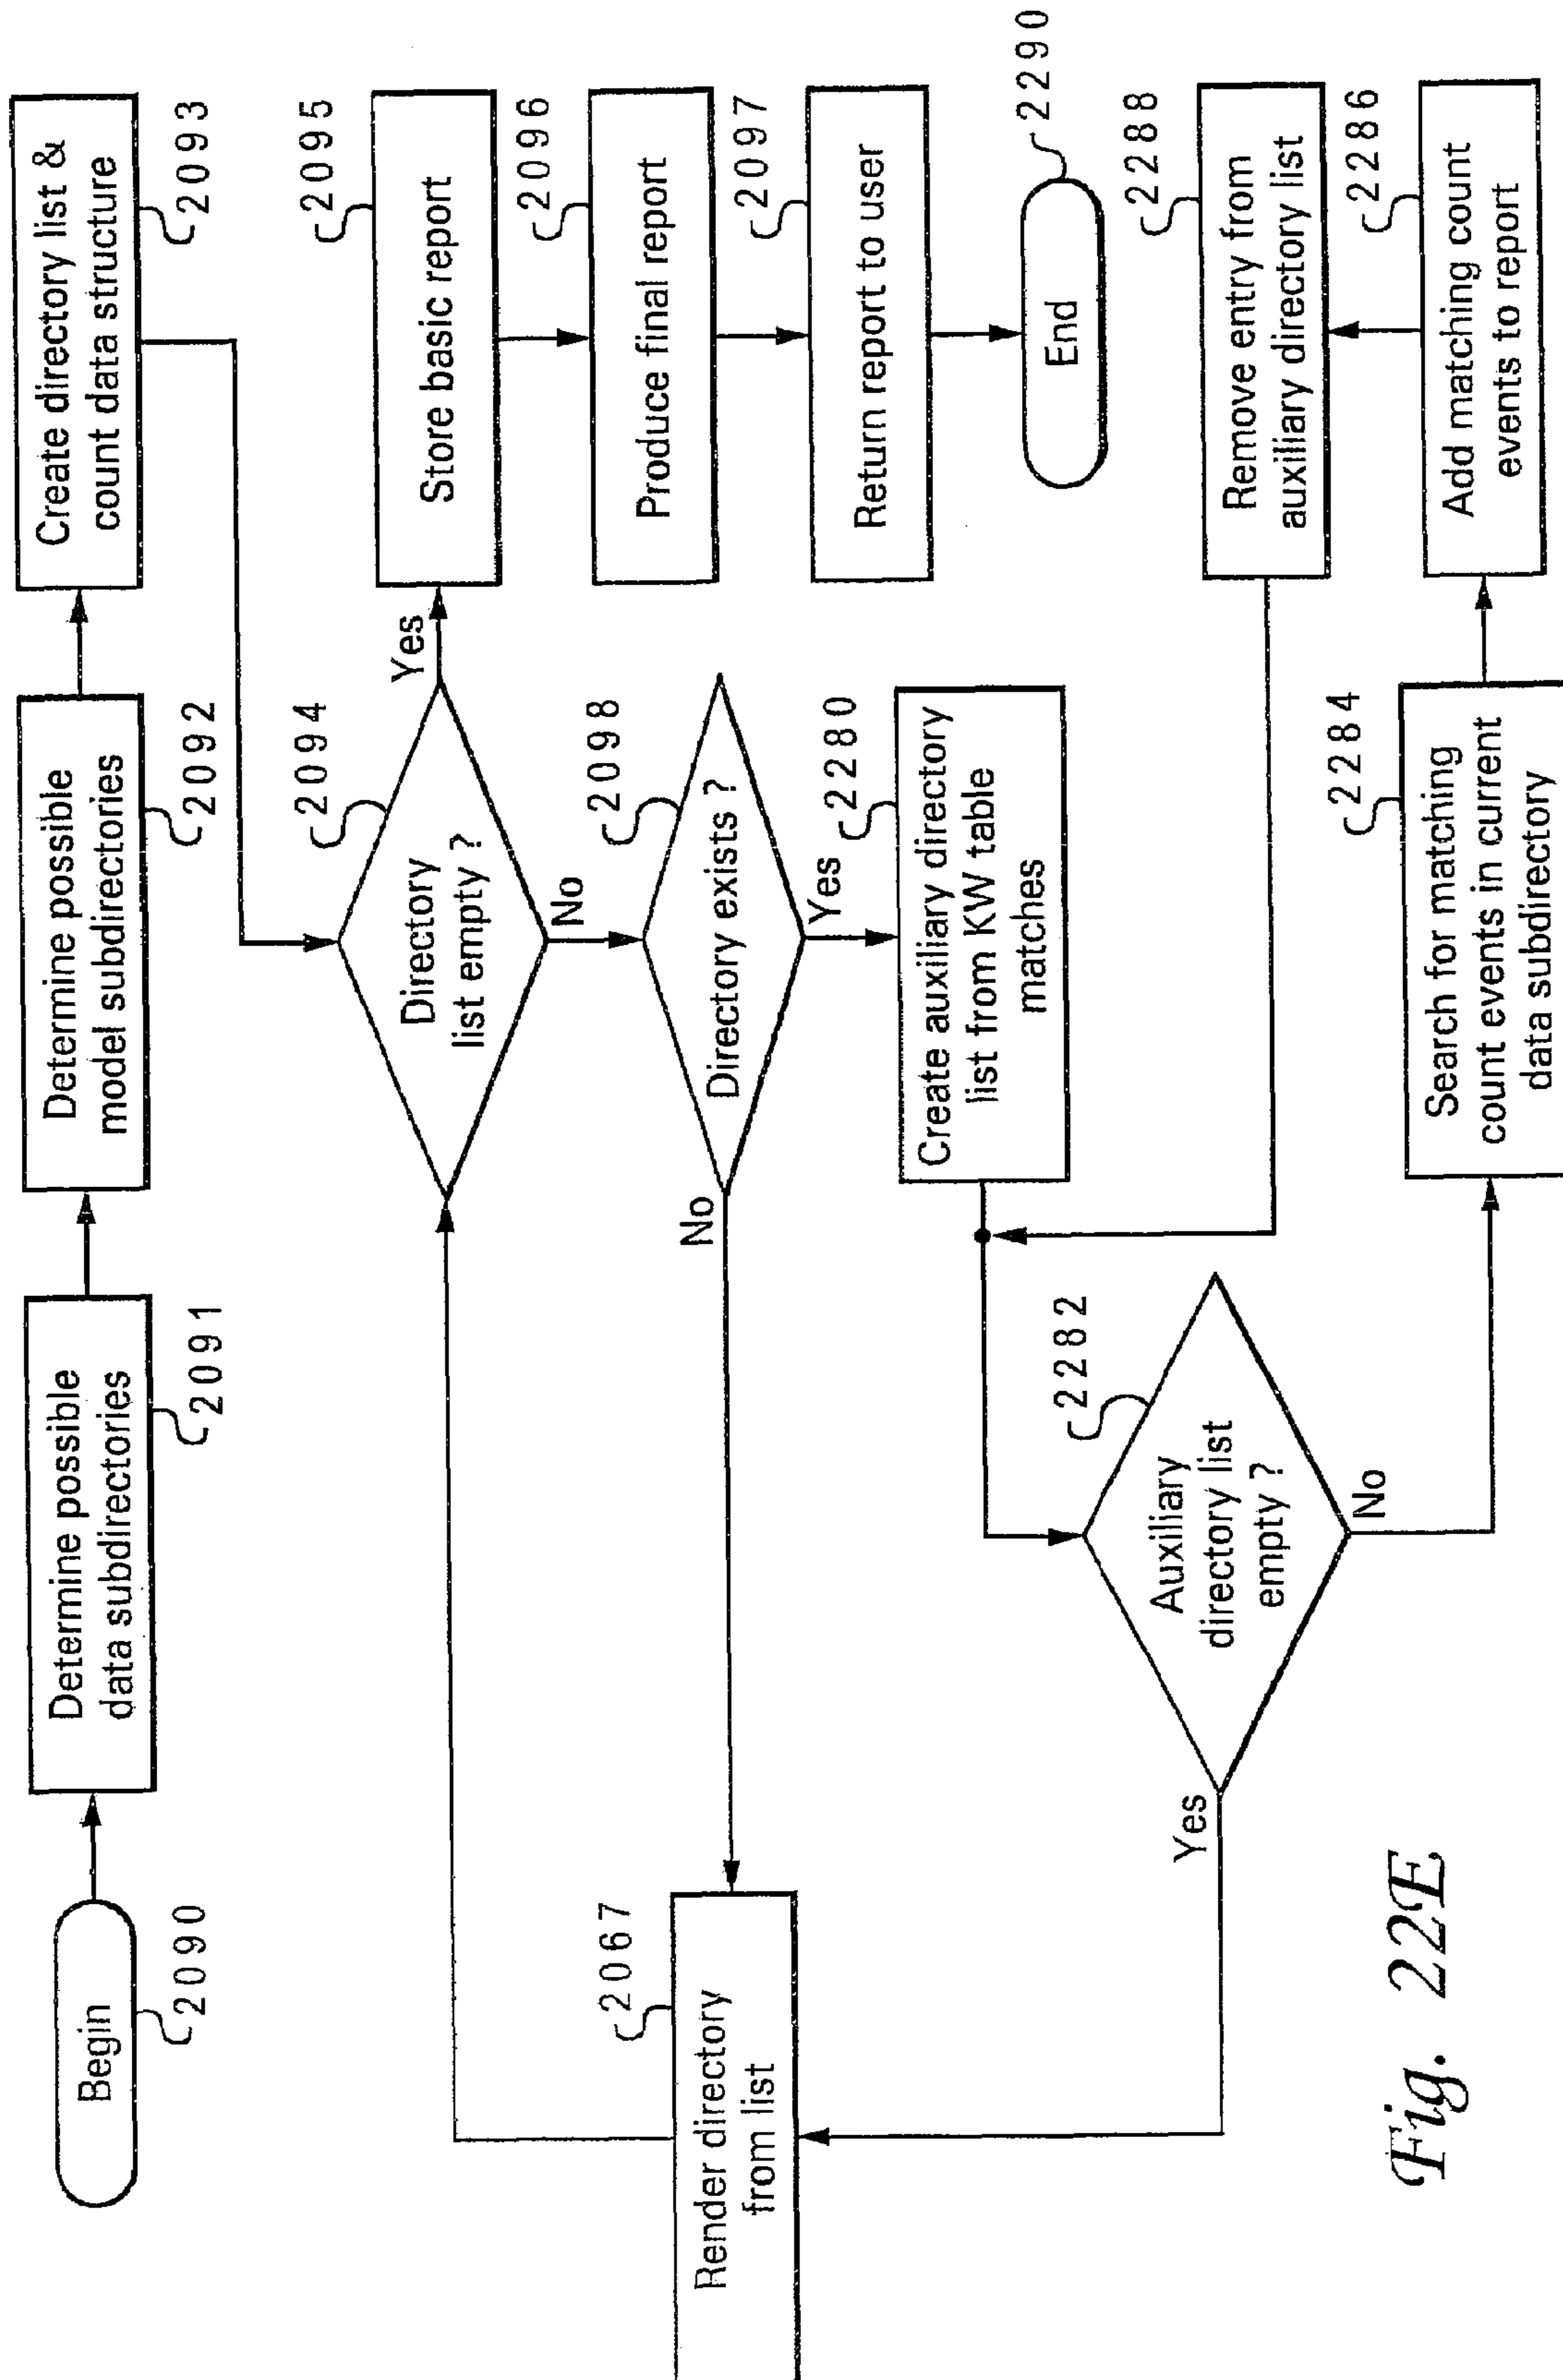 Begin
2090
Determine possible
data subdirectories
2091
Determine possible
model subdirectories
2092
Create directory list &
count data structure
2093
Directory
list empty ?
2094
Yes
No
Store basic report
2095
Produce final report
2096
Return report to user
2097
End
2290
Directory exists ?
2098
No
Yes
Render directory
from list
2067
Create auxiliary directory
list from KW table
matches
2280
Auxiliary
directory list
empty ?
2282
Yes
No
Search for matching
count events in current
data subdirectory
2284
Add matching count
events to report
2286
Remove entry from
auxiliary directory list
2288
Fig. 22E